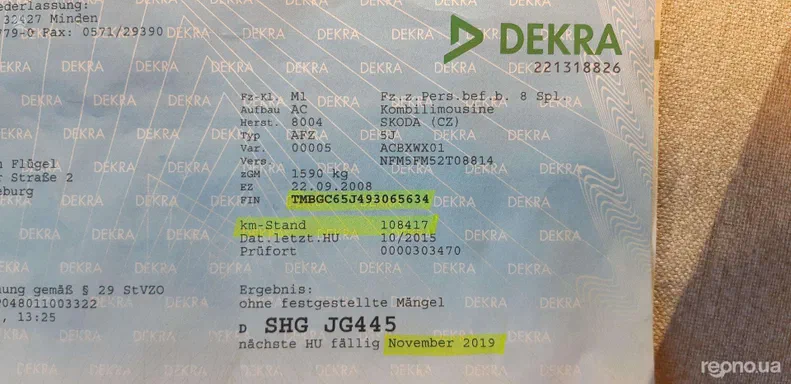 ederlassung:
32427 Minden
779-0 Fax: 0571/29390
DEKRA
221318826
Fz-Kl. M1 Fz.z.Pers.bef.b. 8 Spl
Aufbau AC Kombilimousine
Herst. 8004 SKODA (CZ)
Typ AFZ 5J
Var. 00005 ACBXWX01
Vers. NFM5FM52T08814
zGM 1590 kg
EZ 22.09.2008
FIN TMBGC65J493065634
n Flügel
r Straße 2
eburg
km-Stand 108417
Dat.letzt.HU 10/2015
Prüfort 0000303470
ung gemäß § 29 StVZO
P048011003322
, 13:25
Ergebnis:
ohne festgestellte Mängel
D SHG JG445
nächste HU fällig November 2019
repno.ua